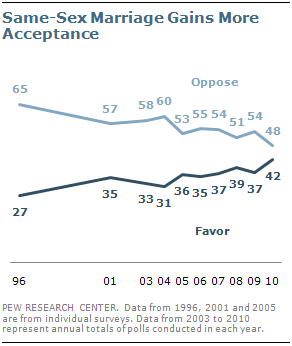 Same-Sex Marriage Gains More
Acceptance
Oppose
65 57 58 60 53 55 54 51 54 48
27 35 33 31 36 35 37 39 37 42
Favor
96 01 03 04 05 06 07 08 09 10
PEW RESEARCH CENTER. Data from 1996, 2001 and 2005
are from individual surveys. Data from 2003 to 2010
represent annual totals of polls conducted in each year.